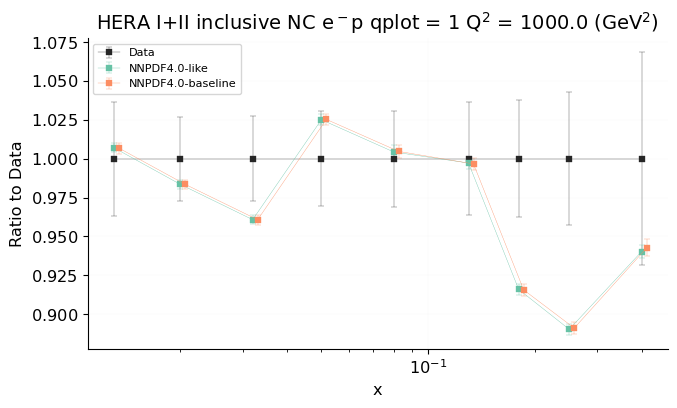 HERA I+II inclusive NC e⁻p qplot = 1 Q² = 1000.0 (GeV²)
Data
NNPDF4.0-like
NNPDF4.0-baseline
Ratio to Data
1.075
1.050
1.025
1.000
0.975
0.950
0.925
0.900
10⁻¹
x